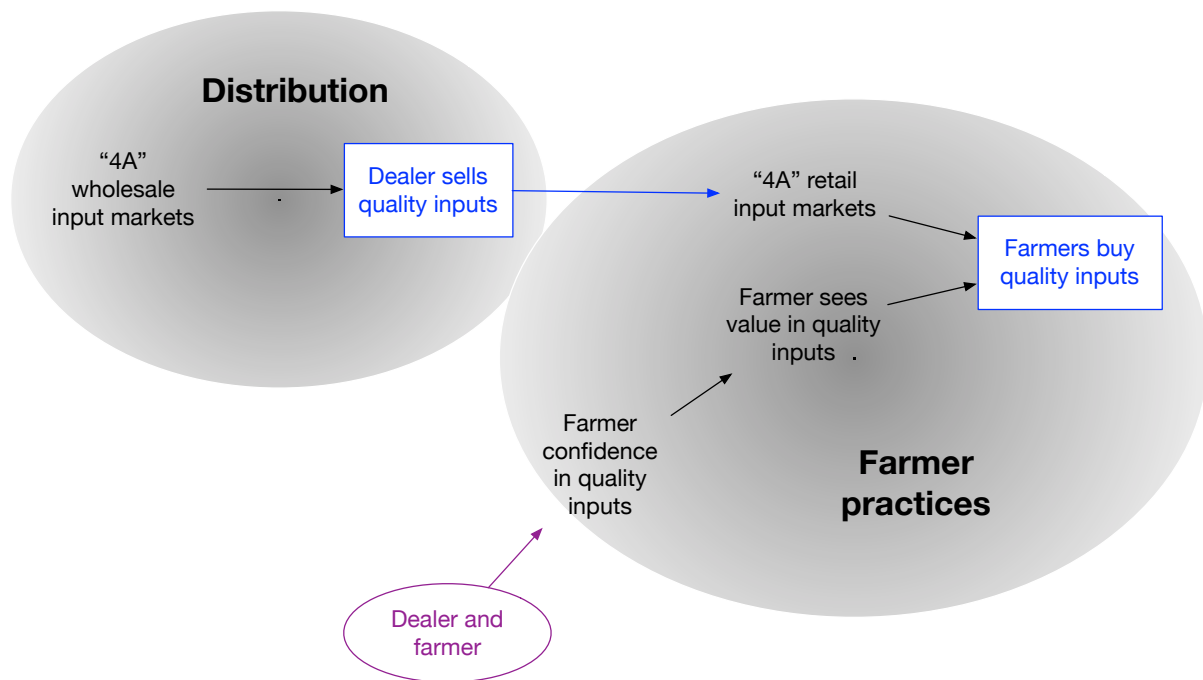 Distribution
“4A”
wholesale
input markets
Dealer sells
quality inputs
“4A” retail
input markets
Farmers buy
quality inputs
Farmer sees
value in quality
inputs
Farmer
confidence
in quality
inputs
Farmer
practices
Dealer and
farmer